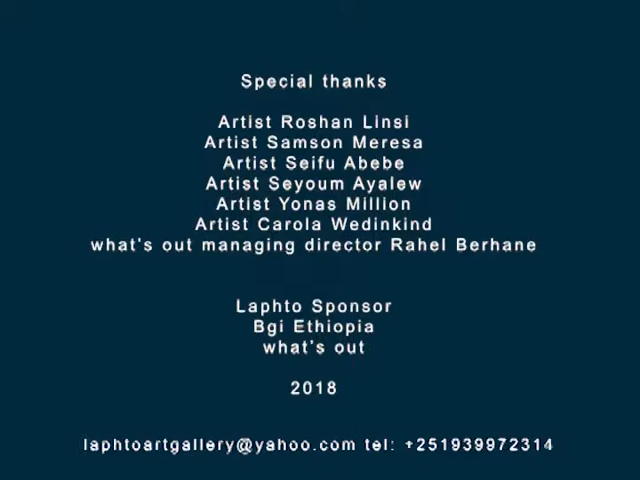 Special thanks
Artist Roshan Linsi
Artist Samson Meresa
Artist Seifu Abebe
Artist Seyoum Ayalew
Artist Yonas Million
Artist Carola Wedinkind
what's out managing director Rahel Berhane
Laphto Sponsor
Bgi Ethiopia
what's out
2018
laphtoartgallery@yahoo.com tel: +251939972314